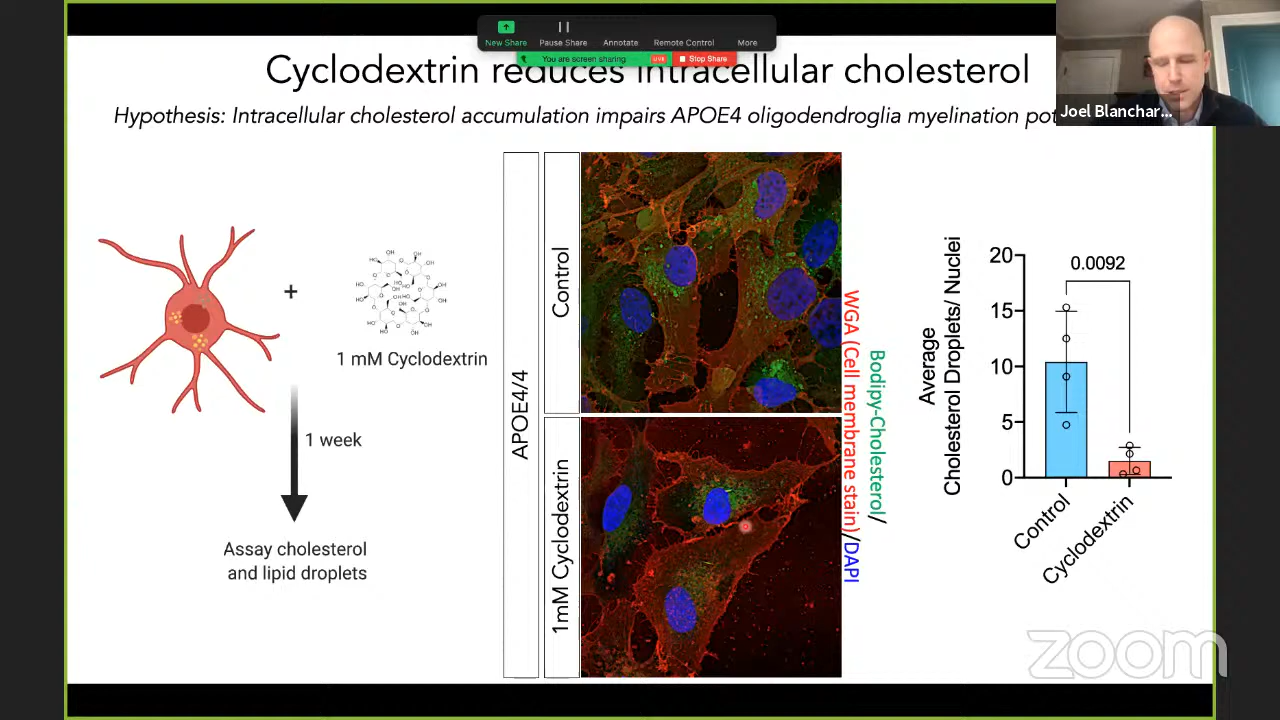 New Share
Pause Share
Annotate
Remote Control
More
You are screen sharing
LIVE
Stop Share
Cyclodextrin reduces intracellular cholesterol
Hypothesis: Intracellular cholesterol accumulation impairs APOE4 oligodendroglia myelination
Joel Blanchar...
+
1 mM Cyclodextrin
1 week
Assay cholesterol
and lipid droplets
APOE4/4
Control
1mM Cyclodextrin
Bodipy-Cholesterol/
WGA (Cell membrane stain)/DAPI
Average
Cholesterol Droplets/ Nuclei
20
15
10
5
0
0.0092
Control
Cyclodextrin
zoom